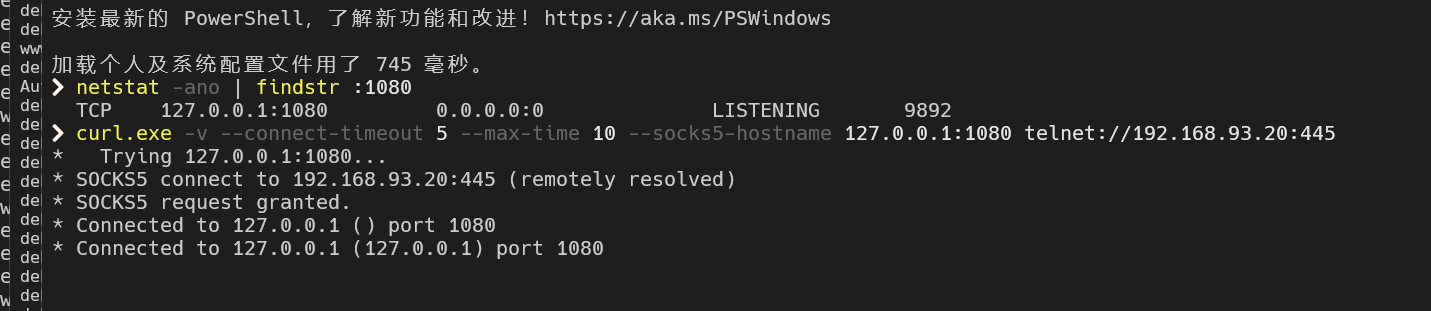 安装最新的 PowerShell，了解新功能和改进！https://aka.ms/PSWindows
加载个人及系统配置文件用了 745 毫秒。
❯ netstat -ano | findstr :1080
TCP 127.0.0.1:1080 0.0.0.0:0 LISTENING 9892
❯ curl.exe -v --connect-timeout 5 --max-time 10 --socks5-hostname 127.0.0.1:1080 telnet://192.168.93.20:445
* Trying 127.0.0.1:1080...
* SOCKS5 connect to 192.168.93.20:445 (remotely resolved)
* SOCKS5 request granted.
* Connected to 127.0.0.1 () port 1080
* Connected to 127.0.0.1 (127.0.0.1) port 1080